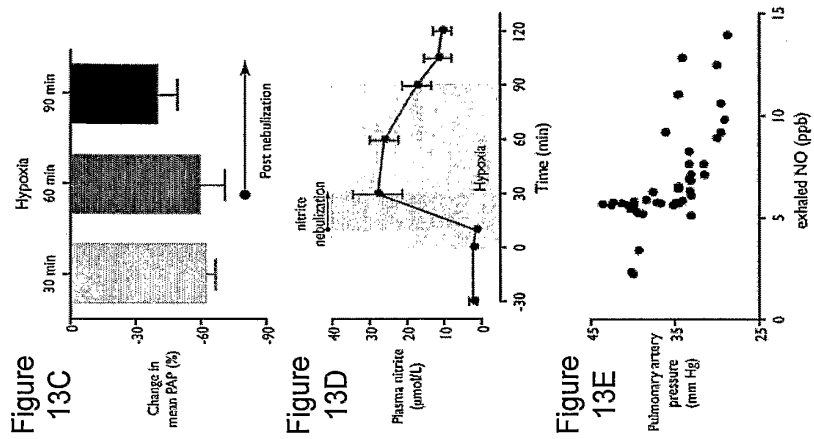 Figure
13C
Hypoxia
30 min
60 min
90 min
0
-30
-60
-90
Change in
mean PAP (%)
Post nebulization
Figure
13D
nitrite
nebulization
40
30
20
10
0
Plasma nitrite
(μmol/L)
Hypoxia
-30
0
30
60
90
120
Time (min)
Figure
13E
45
35
25
Pulmonary artery
pressure
(mm Hg)
0
5
10
15
exhaled NO (ppb)